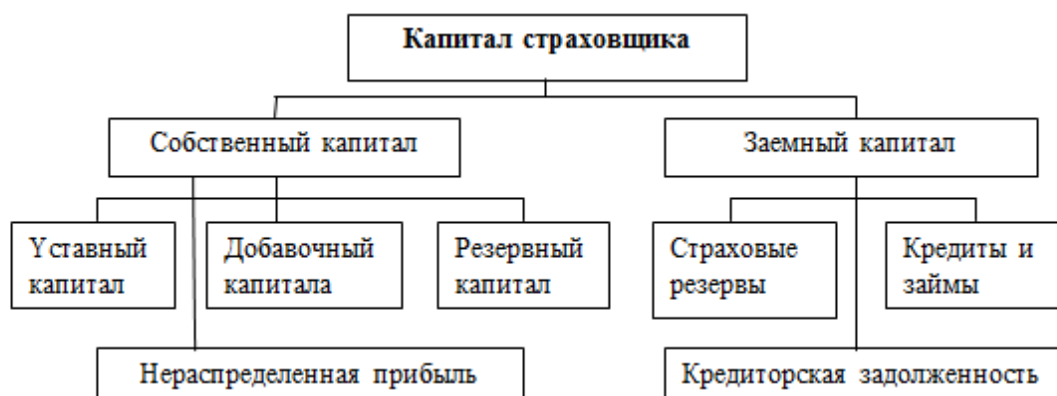 Капитал страховщика
Собственный капитал
Заемный капитал
Yставный
капитал
Добавочный
капитала
Резервный
капитал
Страховые
резервы
Кредиты и
займы
Нераспределенная прибыль
Кредиторская задолженность